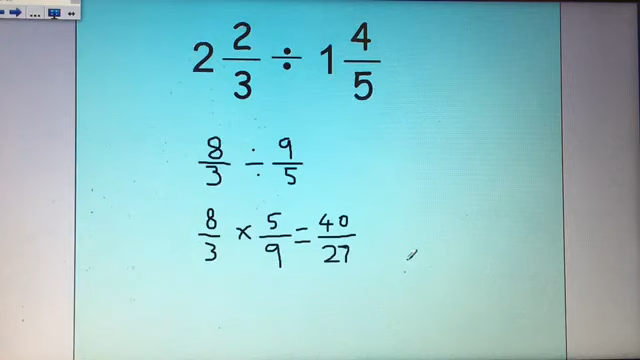 2 2/3 ÷ 1 4/5
8/3 ÷ 9/5
8/3 × 5/9 = 40/27